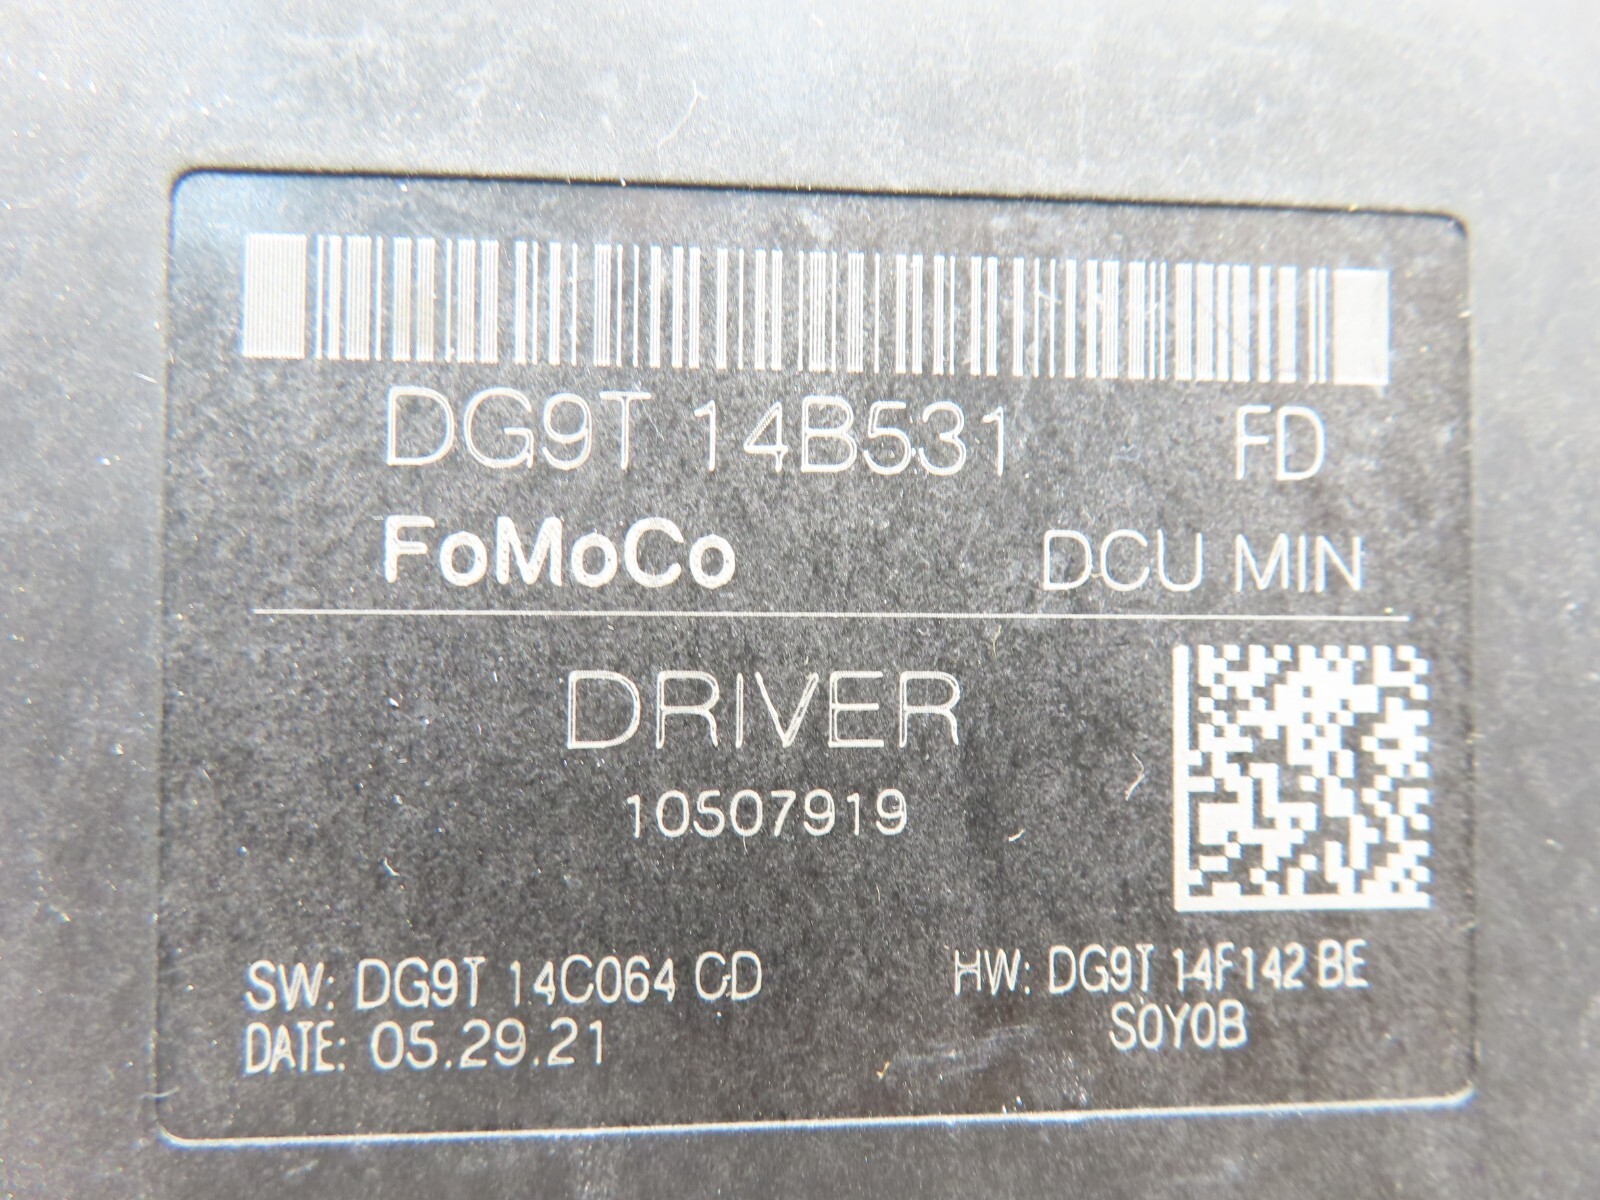 DG9T 14B531 FD
FoMoCo DCU MIN
DRIVER
10507919
SW: DG9T 14C064 CD
DATE: 05.29.21
HW: DG9T 14F142 BE
S0Y0B